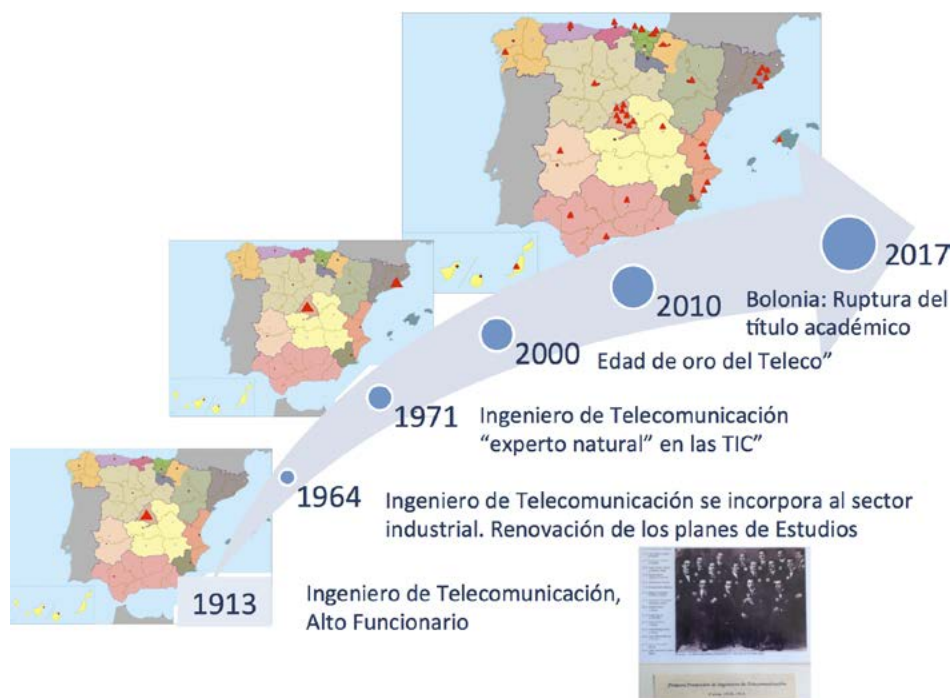 2017
2010
Bolonia: Ruptura del
título académico
2000
Edad de oro del Teleco”
1971
Ingeniero de Telecomunicación
“experto natural” en las TIC”
1964
Ingeniero de Telecomunicación se incorpora al sector
industrial. Renovación de los planes de Estudios
1913
Ingeniero de Telecomunicación,
Alto Funcionario